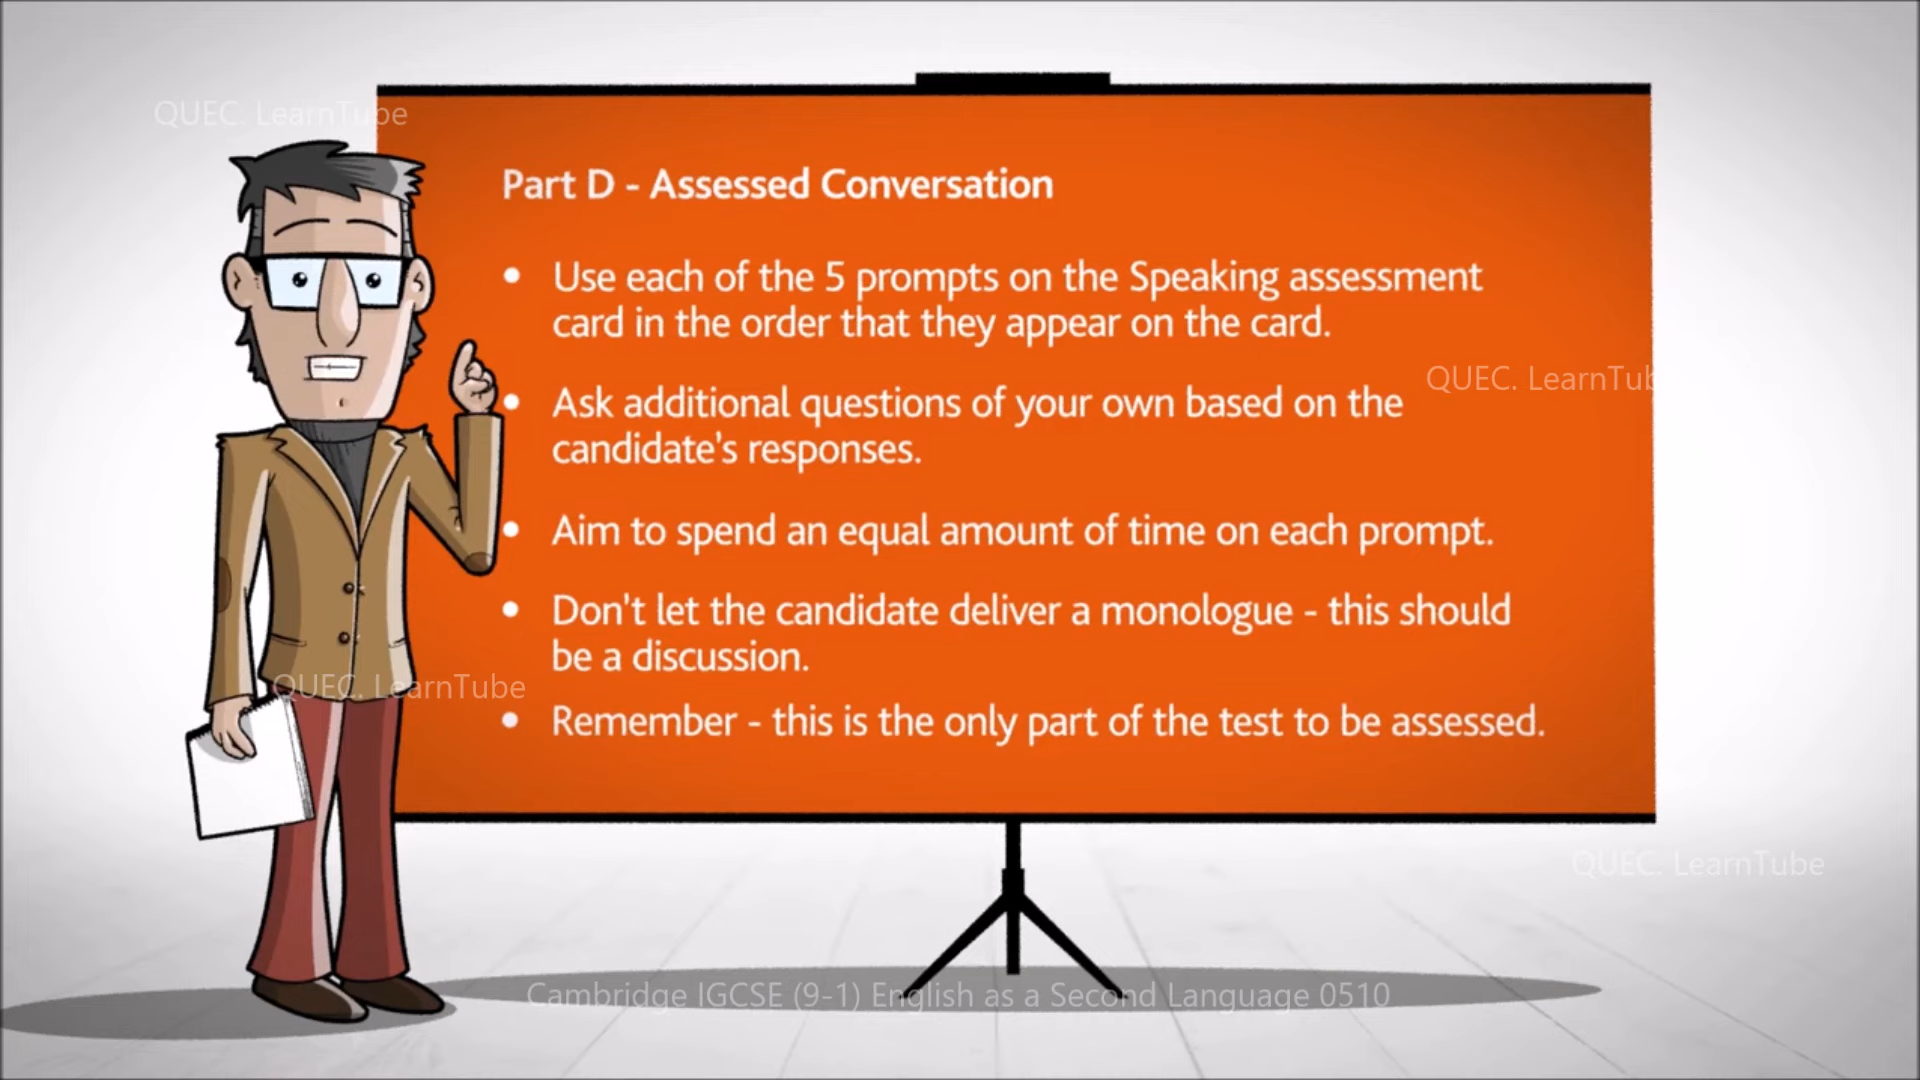 QUEC. LearnTube
Part D - Assessed Conversation
• Use each of the 5 prompts on the Speaking assessment
card in the order that they appear on the card.
QUEC. LearnTub
• Ask additional questions of your own based on the
candidate's responses.
• Aim to spend an equal amount of time on each prompt.
• Don't let the candidate deliver a monologue - this should
be a discussion.
QUEC. LearnTube
• Remember - this is the only part of the test to be assessed.
QUEC. LearnTube
Cambridge IGCSE (9-1) English as a Second Language 0510